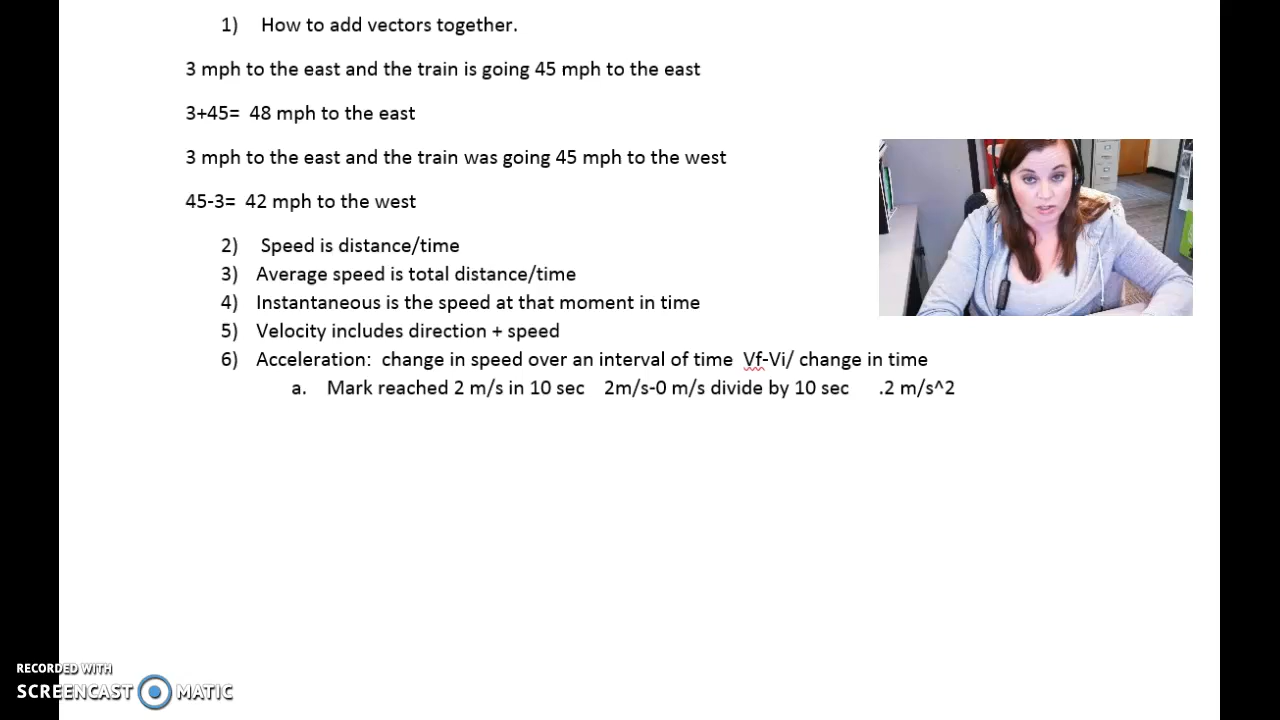 1) How to add vectors together.
3 mph to the east and the train is going 45 mph to the east
3+45= 48 mph to the east
3 mph to the east and the train was going 45 mph to the west
45-3= 42 mph to the west
2) Speed is distance/time
3) Average speed is total distance/time
4) Instantaneous is the speed at that moment in time
5) Velocity includes direction + speed
6) Acceleration: change in speed over an interval of time Vf-Vi/ change in time
a. Mark reached 2 m/s in 10 sec 2m/s-0 m/s divide by 10 sec .2 m/s^2
RECORDED WITH
SCREENCAST MATIC